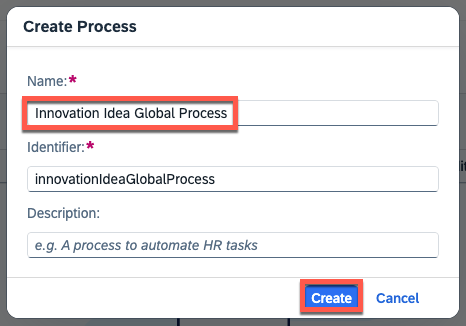 Create Process
Name:*
Innovation Idea Global Process
Identifier:*
innovationIdeaGlobalProcess
Description:
e.g. A process to automate HR tasks
Create Cancel